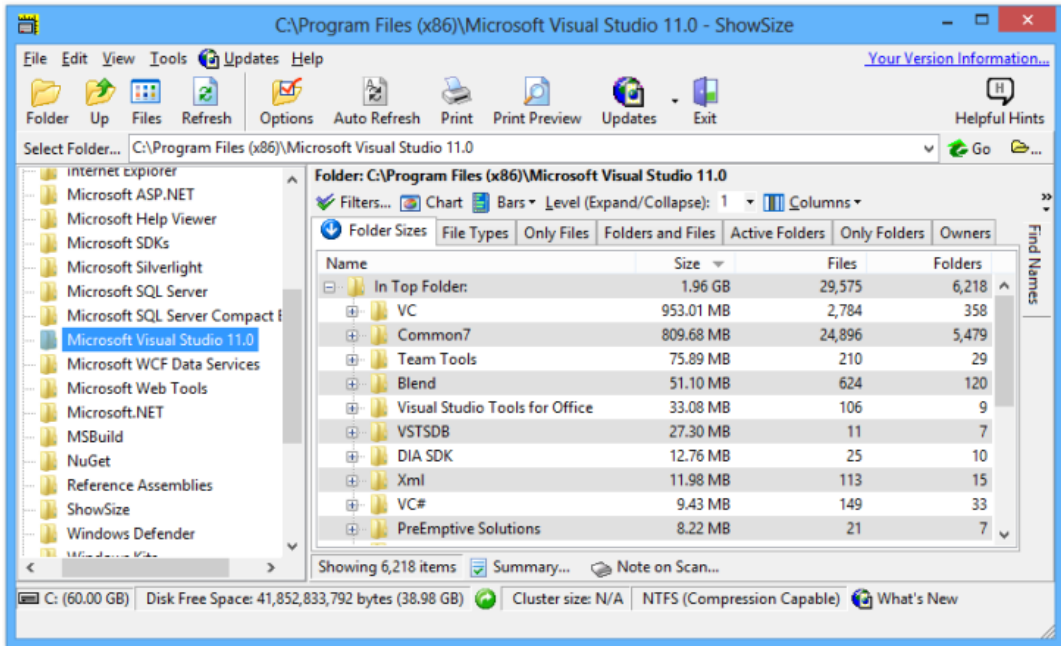 C:\Program Files (x86)\Microsoft Visual Studio 11.0 - ShowSize
File Edit View Tools Updates Help
Your Version Information...
Folder Up Files Refresh Options Auto Refresh Print Print Preview Updates Exit Helpful Hints
Select Folder... C:\Program Files (x86)\Microsoft Visual Studio 11.0 Go ...
Internet Explorer
Microsoft ASP.NET
Microsoft Help Viewer
Microsoft SDKs
Microsoft Silverlight
Microsoft SQL Server
Microsoft SQL Server Compact E
Microsoft Visual Studio 11.0
Microsoft WCF Data Services
Microsoft Web Tools
Microsoft.NET
MSBuild
NuGet
Reference Assemblies
ShowSize
Windows Defender
Windows Kits
Folder: C:\Program Files (x86)\Microsoft Visual Studio 11.0
Filters... Chart Bars Level (Expand/Collapse): 1 Columns »
Folder Sizes File Types Only Files Folders and Files Active Folders Only Folders Owners
Find Names
Name Size Files Folders
In Top Folder: 1.96 GB 29,575 6,218
VC 953.01 MB 2,784 358
Common7 809.68 MB 24,896 5,479
Team Tools 75.89 MB 210 29
Blend 51.10 MB 624 120
Visual Studio Tools for Office 33.08 MB 106 9
VSTSDB 27.30 MB 11 7
DIA SDK 12.76 MB 25 10
Xml 11.98 MB 113 15
VC# 9.43 MB 149 33
PreEmptive Solutions 8.22 MB 21 7
Showing 6,218 items Summary... Note on Scan...
C: (60.00 GB) Disk Free Space: 41,852,833,792 bytes (38.98 GB) Cluster size: N/A NTFS (Compression Capable) What's New